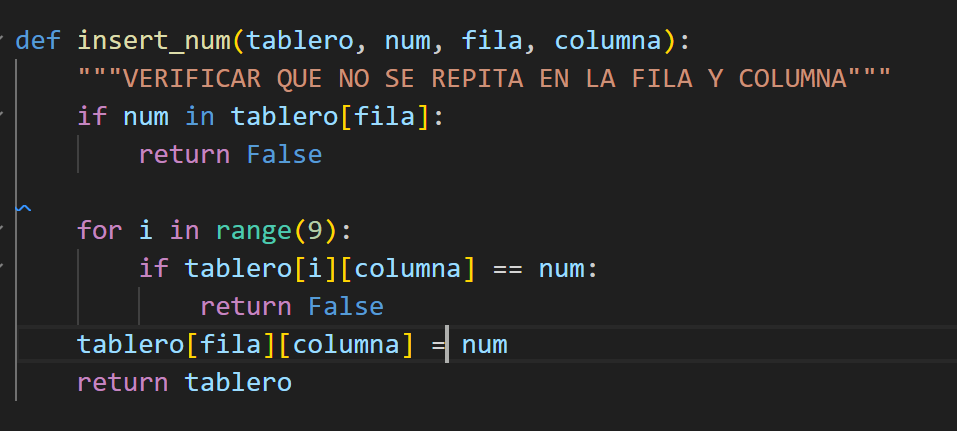 def insert_num(tablero, num, fila, columna):
    """VERIFICAR QUE NO SE REPITA EN LA FILA Y COLUMNA"""
    if num in tablero[fila]:
        return False
    for i in range(9):
        if tablero[i][columna] == num:
            return False
    tablero[fila][columna] = num
    return tablero